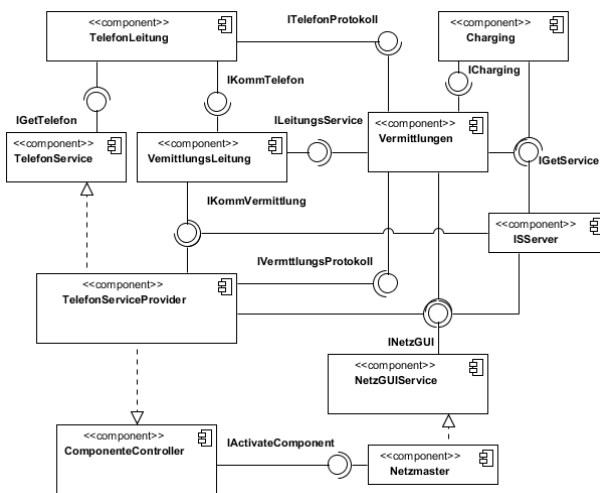 <<component>>
TelefonLeitung
ITelefonProtokoll
<<component>>
Charging
IKommTelefon
ICharging
IGetTelefon
ILeitungsService
<<component>>
Vermittlungen
<<component>>
TelefonService
<<component>>
VemittlungsLeitung
IGetService
IKommVermittlung
<<component>>
ISServer
IVermttlungsProtokoll
<<component>>
TelefonServiceProvider
INetzGUI
<<component>>
NetzGUIService
<<component>>
ComponenteController
IActivateComponent
<<component>>
Netzmaster